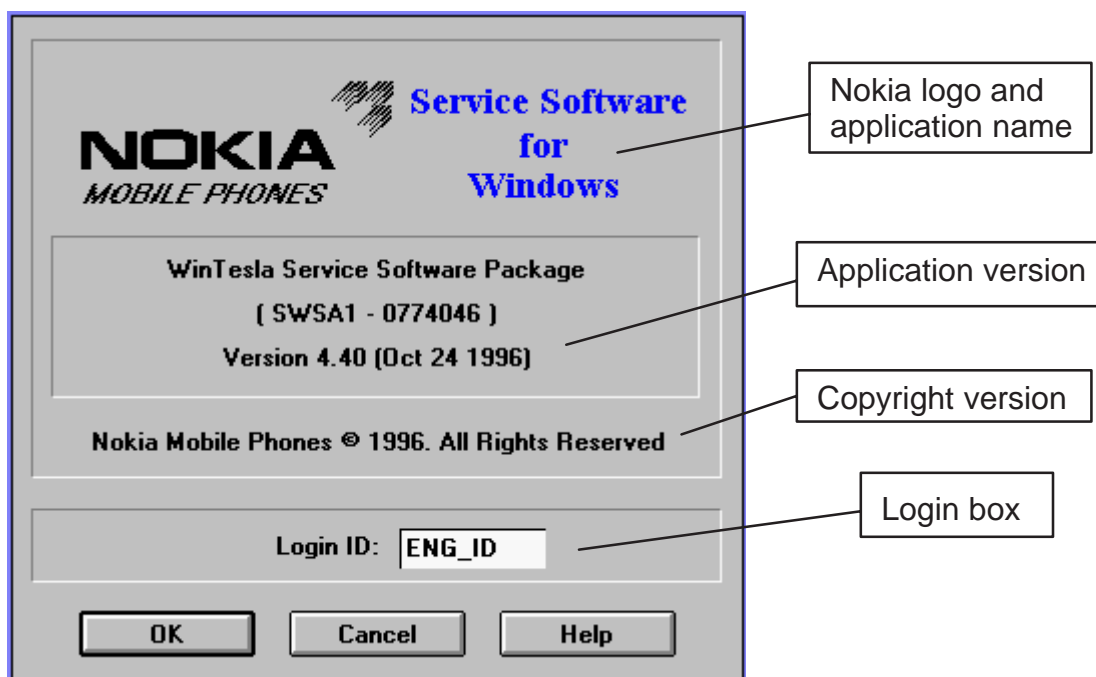 NOKIA
MOBILE PHONES
Service Software
for
Windows
Nokia logo and
application name
WinTesla Service Software Package
( SWSA1 - 0774046 )
Version 4.40 (Oct 24 1996)
Application version
Nokia Mobile Phones © 1996. All Rights Reserved
Copyright version
Login ID: ENG_ID
Login box
OK Cancel Help